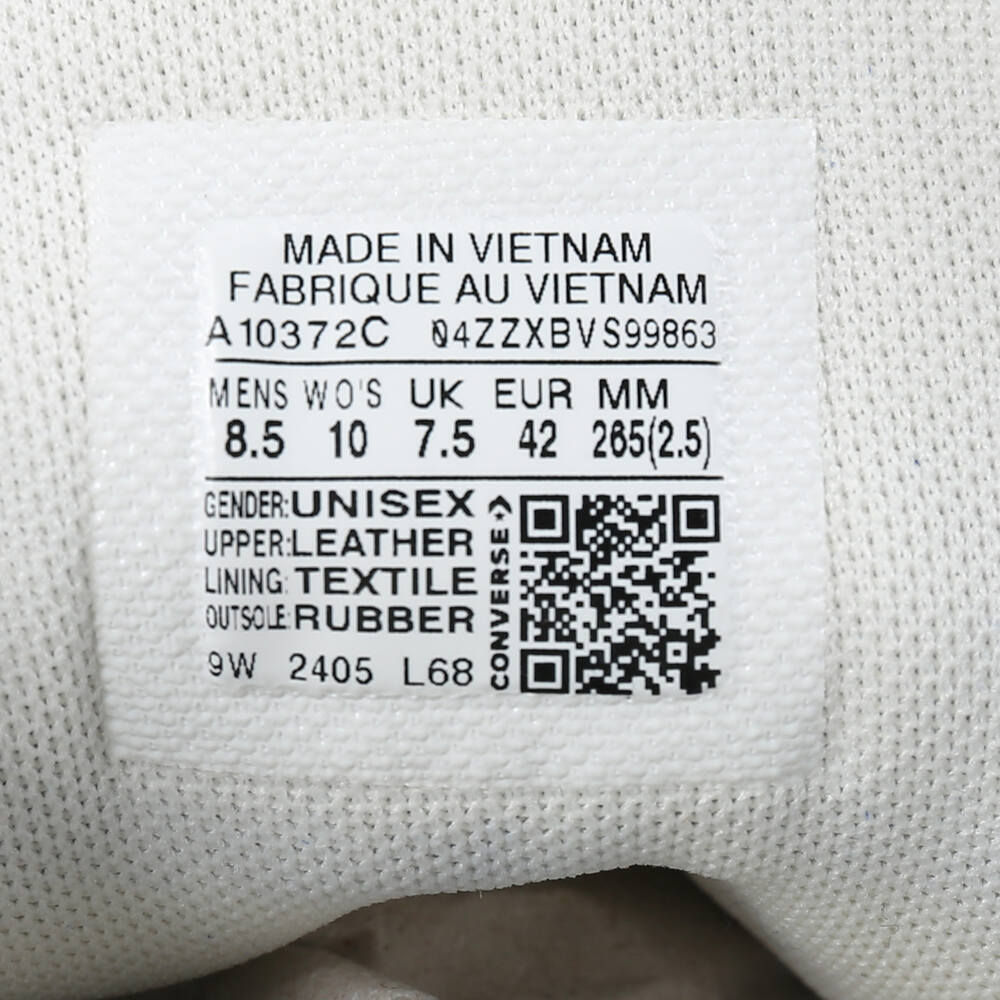 MADE IN VIETNAM
FABRIQUE AU VIETNAM
A10372C 04ZZXBVS99863
MENS WO'S UK EUR MM
8.5 10 7.5 42 265(2.5)
GENDER:UNISEX
UPPER:LEATHER
LINING:TEXTILE
OUTSOLE:RUBBER
9W 2405 L68
CONVERSE